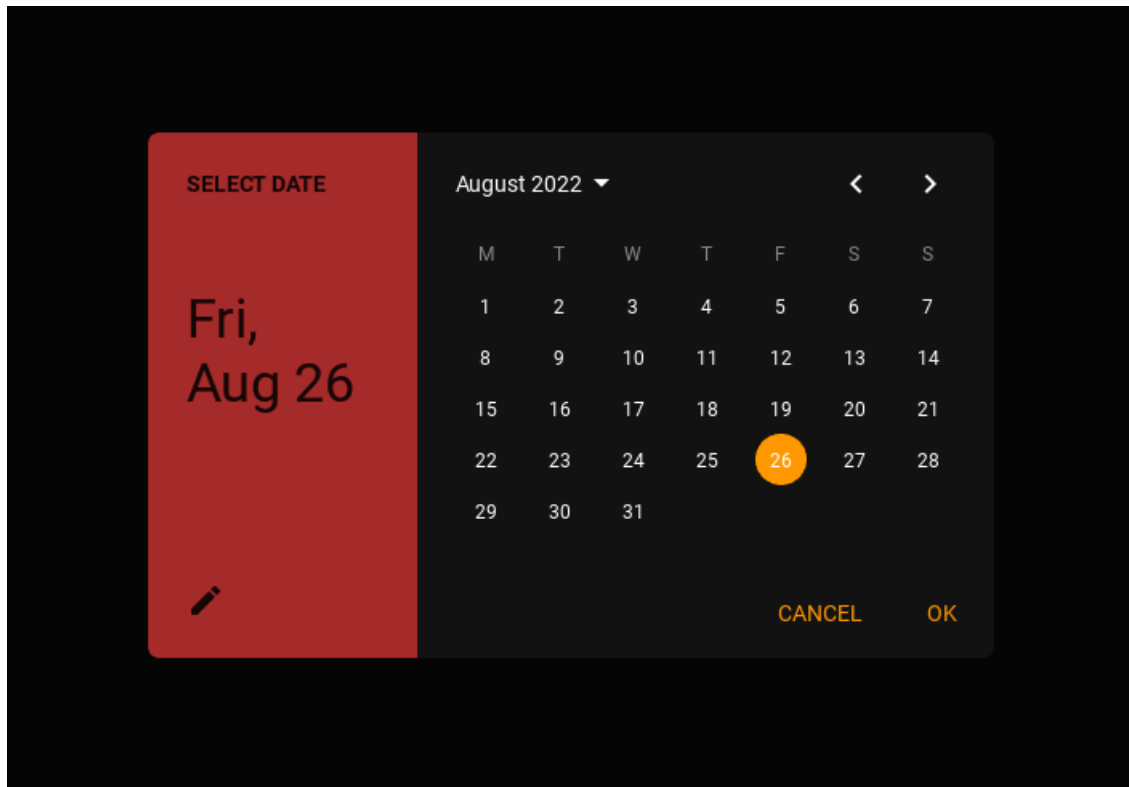 SELECT DATE
Fri,
Aug 26
August 2022
M T W T F S S
1 2 3 4 5 6 7
8 9 10 11 12 13 14
15 16 17 18 19 20 21
22 23 24 25 26 27 28
29 30 31
CANCEL OK